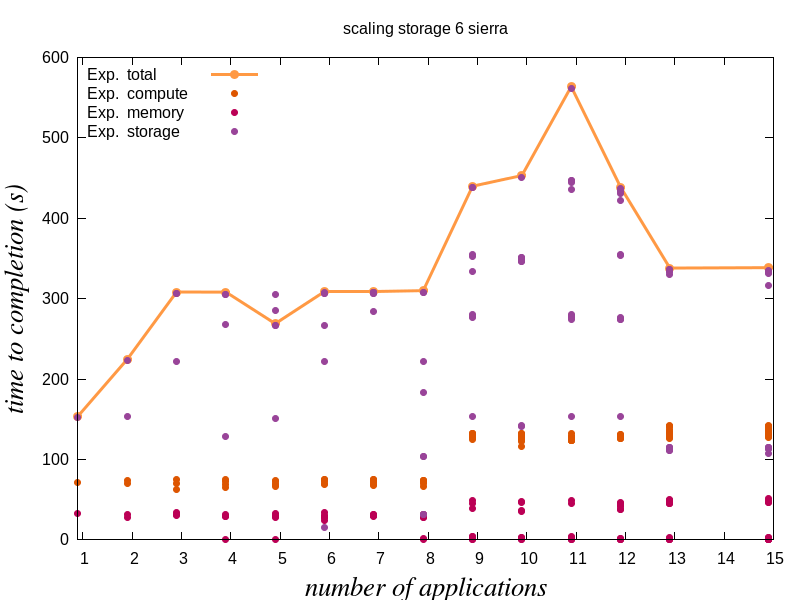 scaling storage 6 sierra
600
500
400
300
200
100
0
Exp. total
Exp. compute
Exp. memory
Exp. storage
time to completion (s)
1 2 3 4 5 6 7 8 9 10 11 12 13 14 15
number of applications